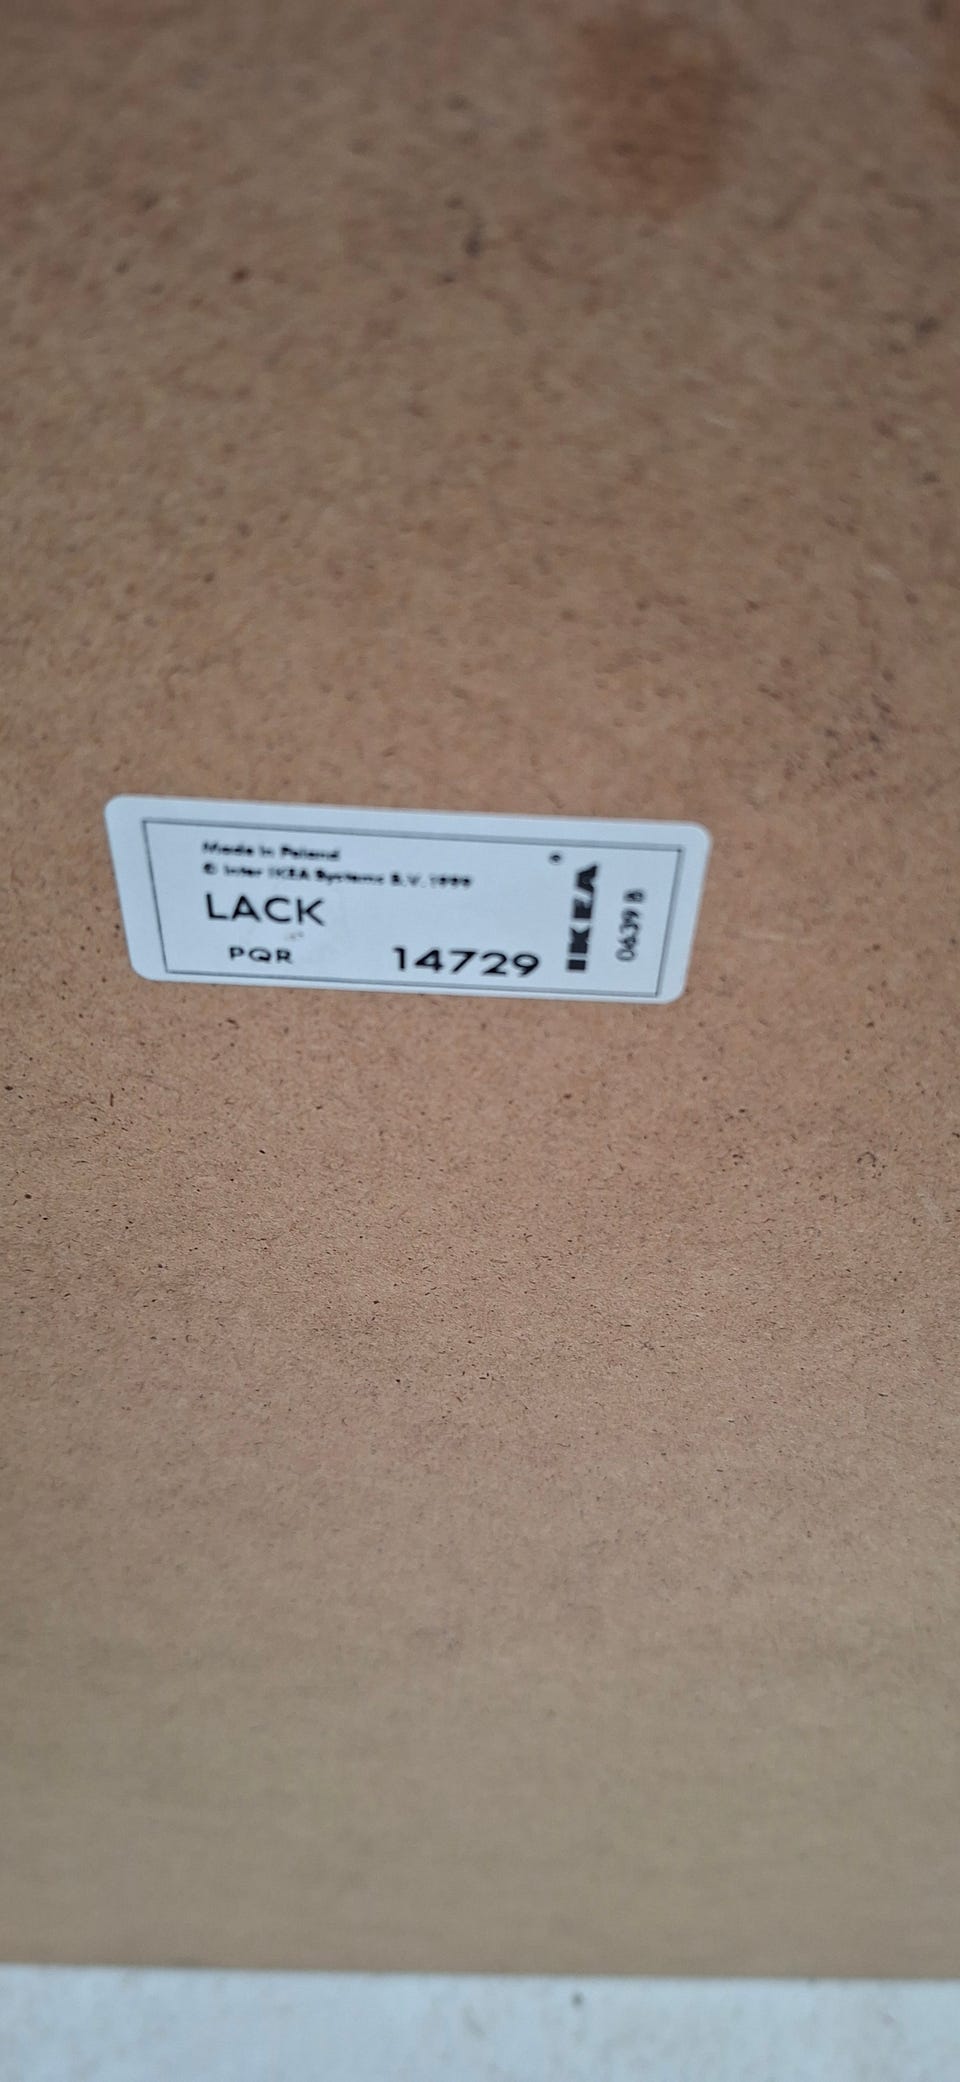 Made in Poland
© Inter IKEA Systems B.V. 1999
LACK
PQR
14729
IKEA
®
0639 B